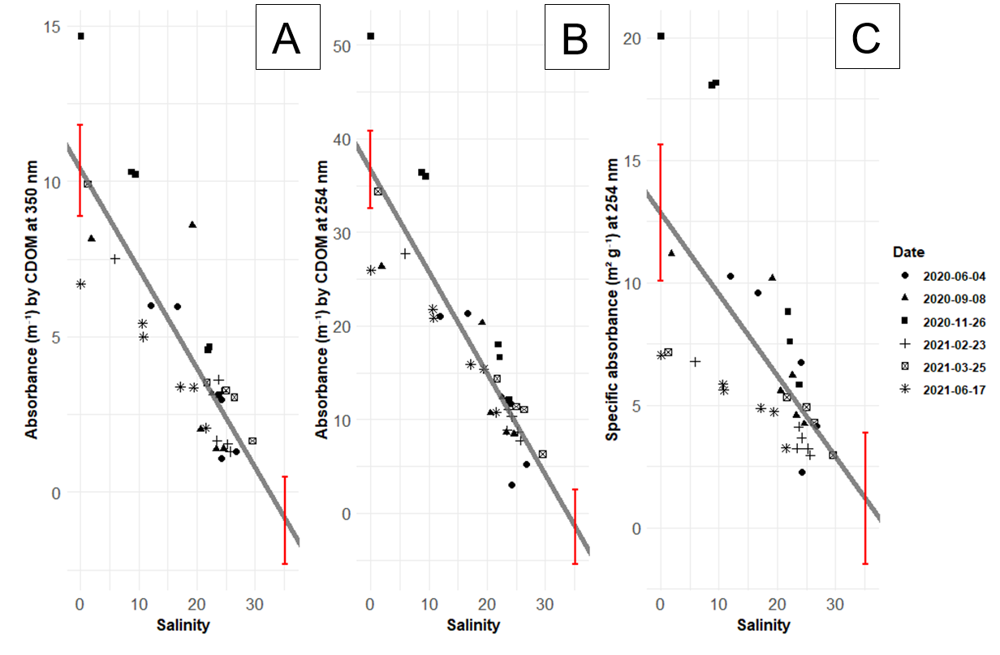 A
B
C
15
10
5
0
Absorbance (m⁻¹) by CDOM at 350 nm
0 10 20 30
Salinity
50
40
30
20
10
0
Absorbance (m⁻¹) by CDOM at 254 nm
0 10 20 30
Salinity
20
15
10
5
0
Specific absorbance (m² g⁻¹) at 254 nm
0 10 20 30
Salinity
Date
2020-06-04
2020-09-08
2020-11-26
2021-02-23
2021-03-25
2021-06-17